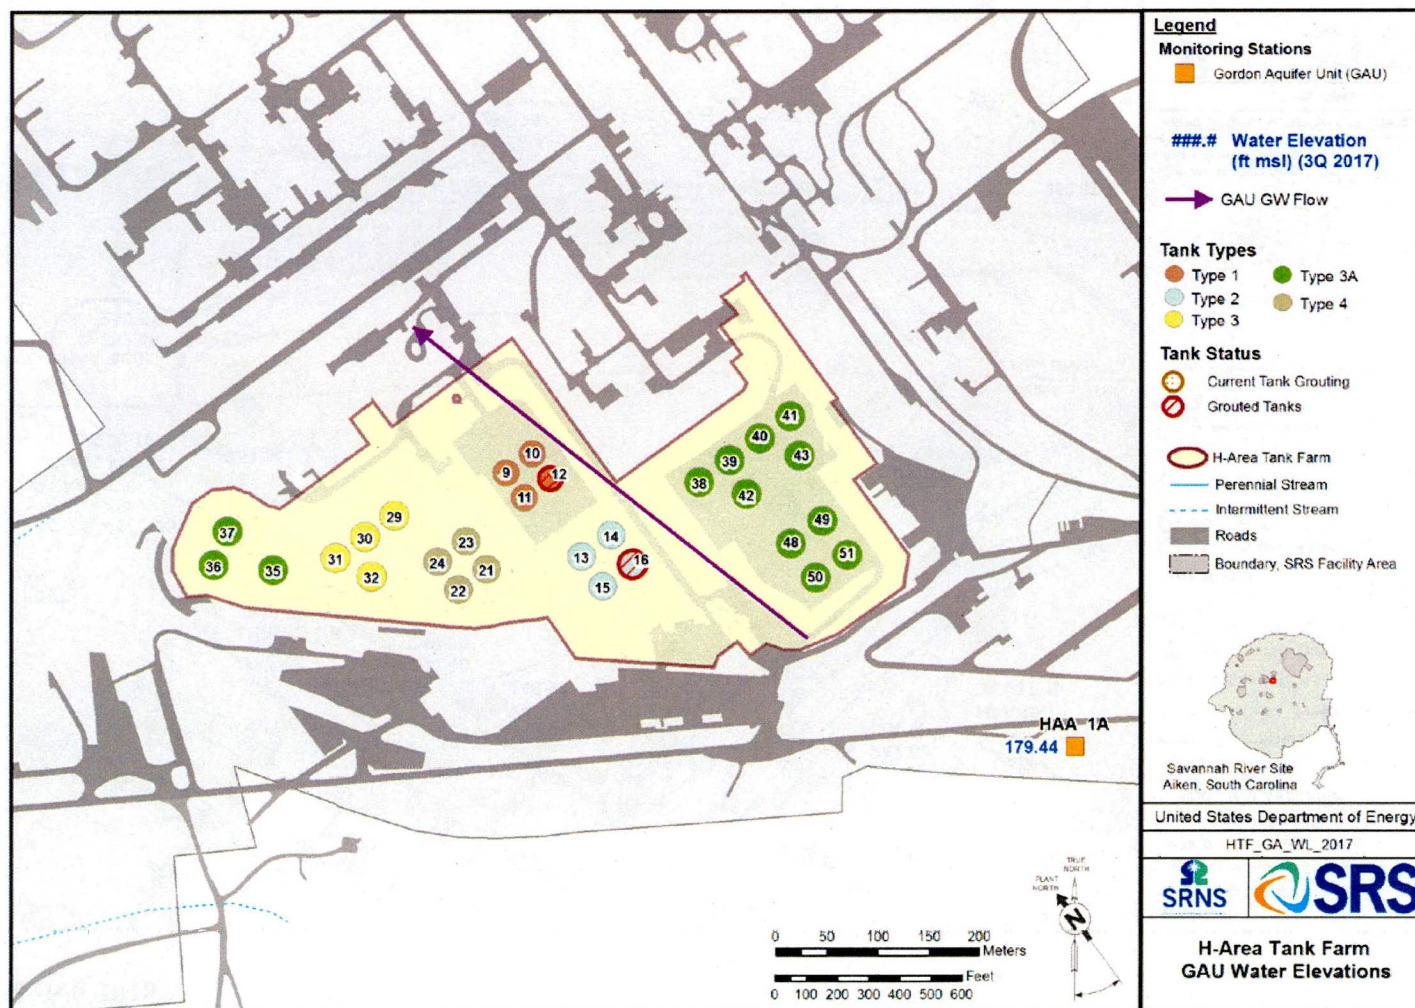 Legend
Monitoring Stations
Gordon Aquifer Unit (GAU)
###.# Water Elevation
(ft msl) (3Q 2017)
GAU GW Flow
Tank Types
Type 1 Type 3A
Type 2 Type 4
Type 3
Tank Status
Current Tank Grouting
Grouted Tanks
H-Area Tank Farm
Perennial Stream
Intermittent Stream
Roads
Boundary, SRS Facility Area
41
40
43
39
38
42
49
48
51
50
10
9
12
11
14
13
16
15
29
30
31
32
23
24
21
22
37
36
35
HAA 1A
179.44
Savannah River Site
Aiken, South Carolina
United States Department of Energy
HTF_GA_WL_2017
SRNS SRS
H-Area Tank Farm
GAU Water Elevations
TRUE
NORTH
PLANT
NORTH
N
0 50 100 150 200
Meters
Feet
0 100 200 300 400 500 600